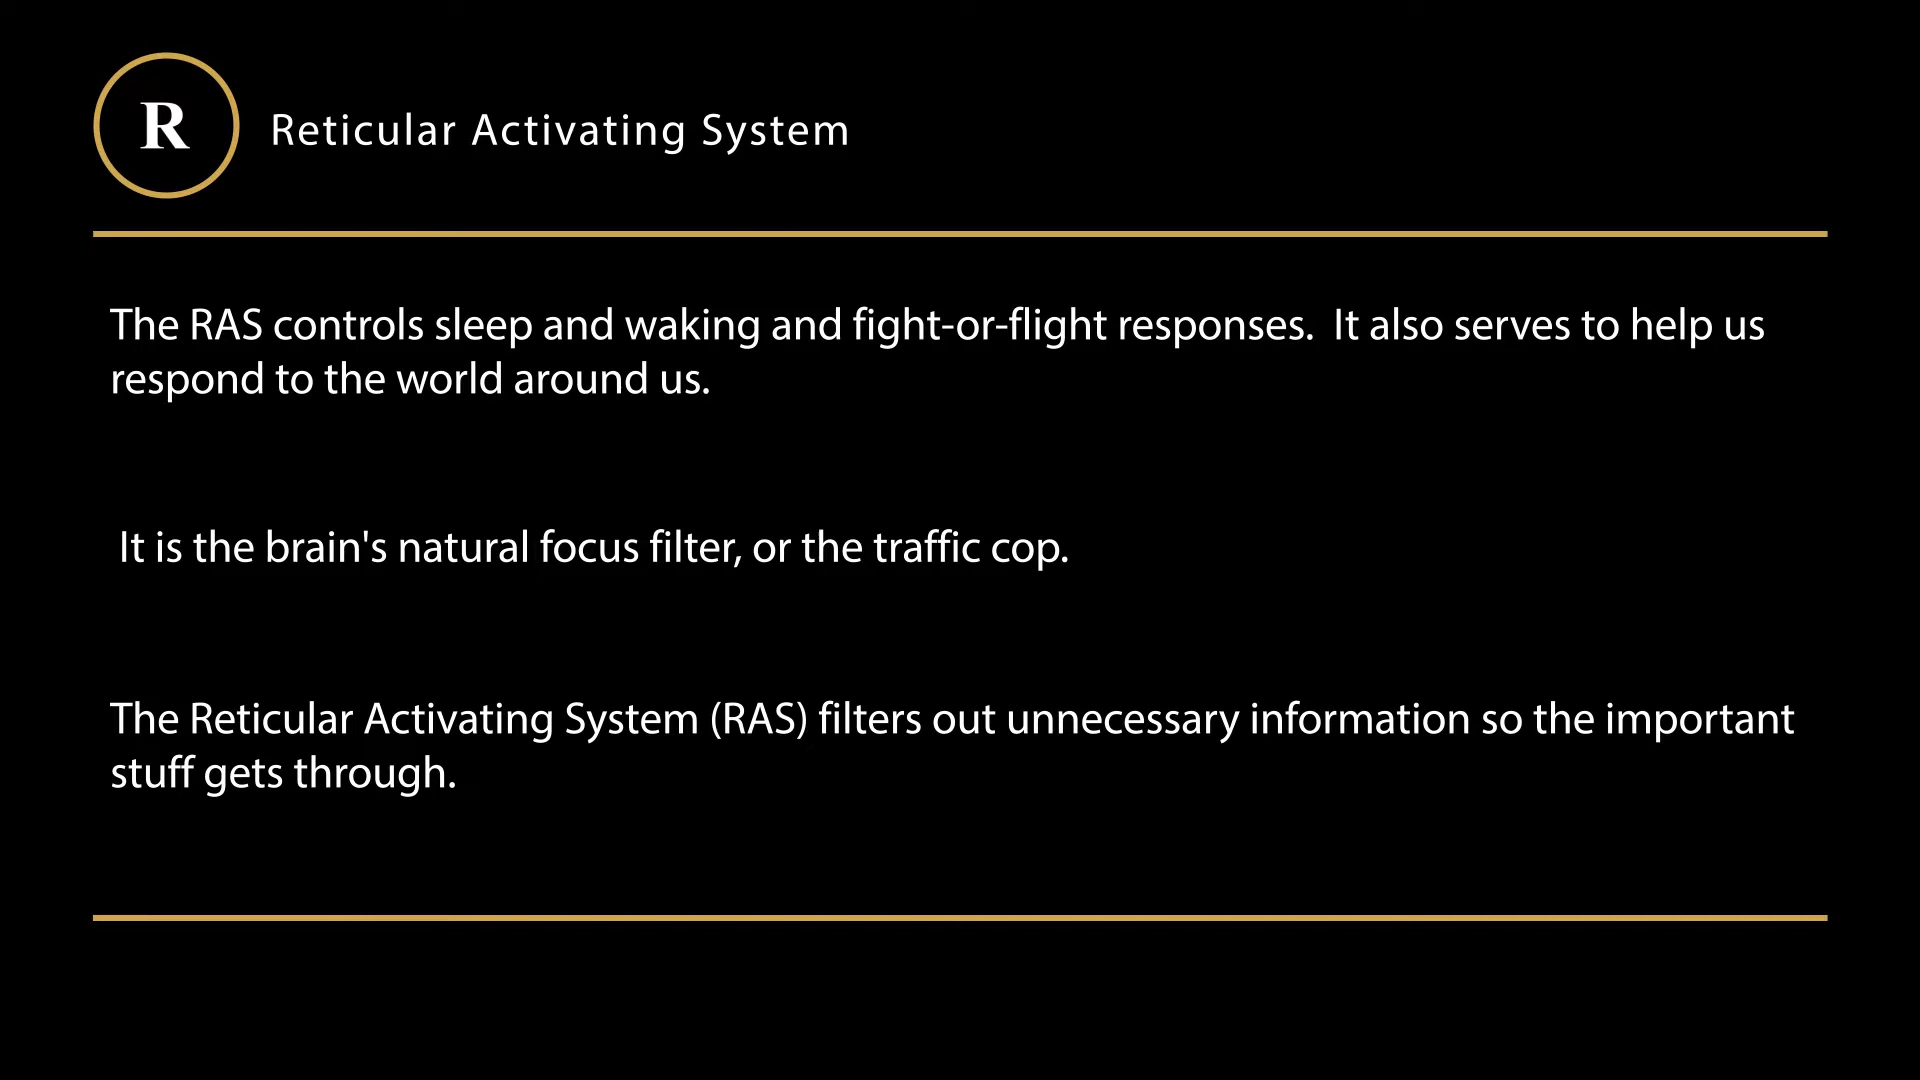 R
Reticular Activating System
The RAS controls sleep and waking and fight-or-flight responses.  It also serves to help us
respond to the world around us.
It is the brain's natural focus filter, or the traffic cop.
The Reticular Activating System (RAS) filters out unnecessary information so the important
stuff gets through.